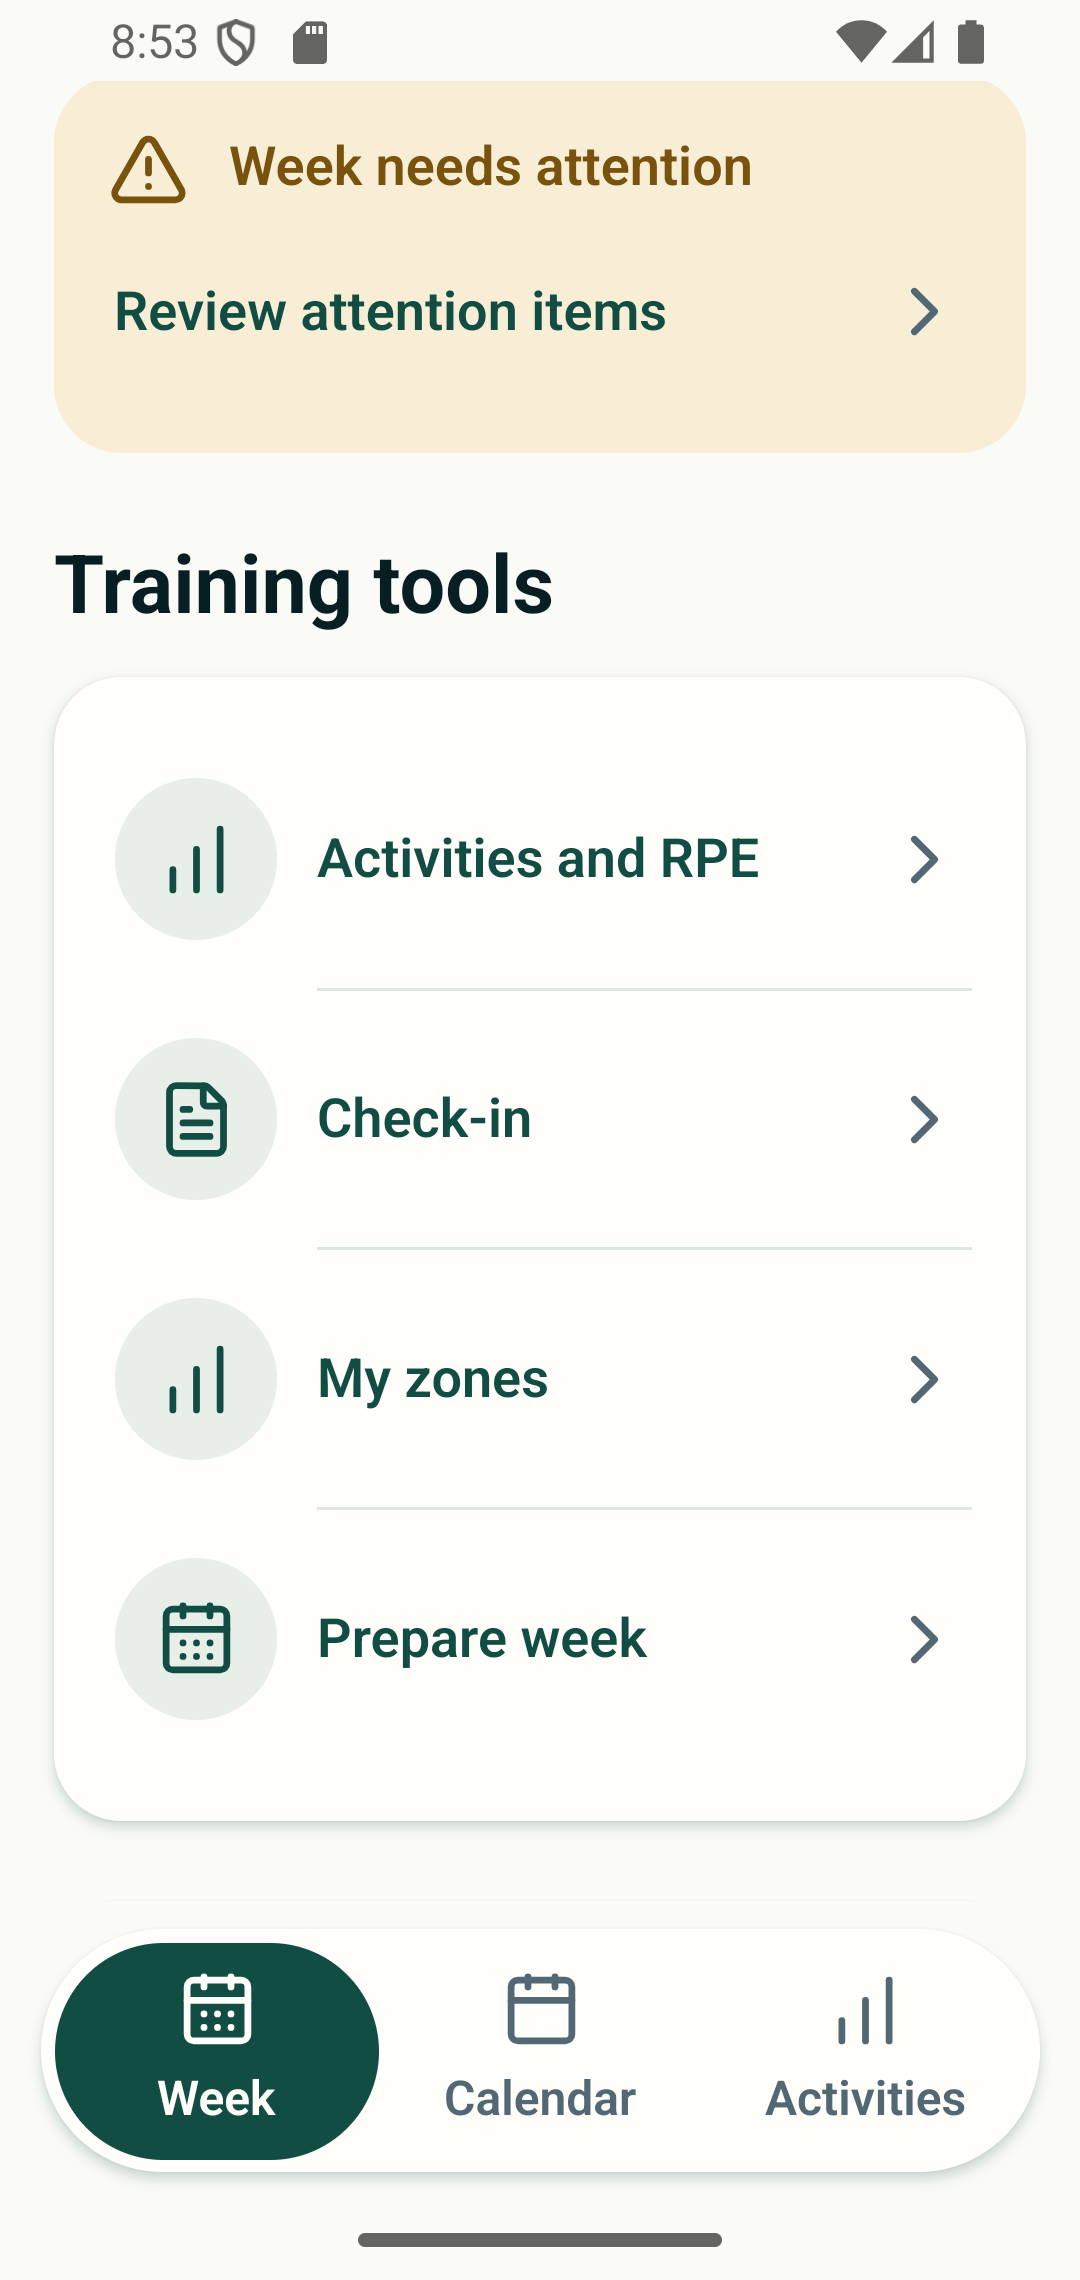 8:53
Week needs attention
Review attention items
Training tools
Activities and RPE
Check-in
My zones
Prepare week
Week
Calendar
Activities